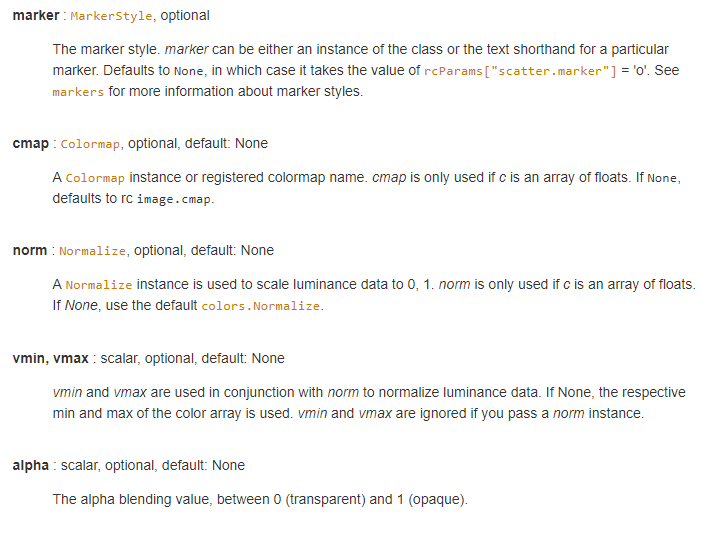 marker : MarkerStyle, optional
The marker style. marker can be either an instance of the class or the text shorthand for a particular
marker. Defaults to None, in which case it takes the value of rcParams["scatter.marker"] = 'o'. See
markers for more information about marker styles.
cmap : Colormap, optional, default: None
A Colormap instance or registered colormap name. cmap is only used if c is an array of floats. If None,
defaults to rc image.cmap.
norm : Normalize, optional, default: None
A Normalize instance is used to scale luminance data to 0, 1. norm is only used if c is an array of floats.
If None, use the default colors.Normalize.
vmin, vmax : scalar, optional, default: None
vmin and vmax are used in conjunction with norm to normalize luminance data. If None, the respective
min and max of the color array is used. vmin and vmax are ignored if you pass a norm instance.
alpha : scalar, optional, default: None
The alpha blending value, between 0 (transparent) and 1 (opaque).